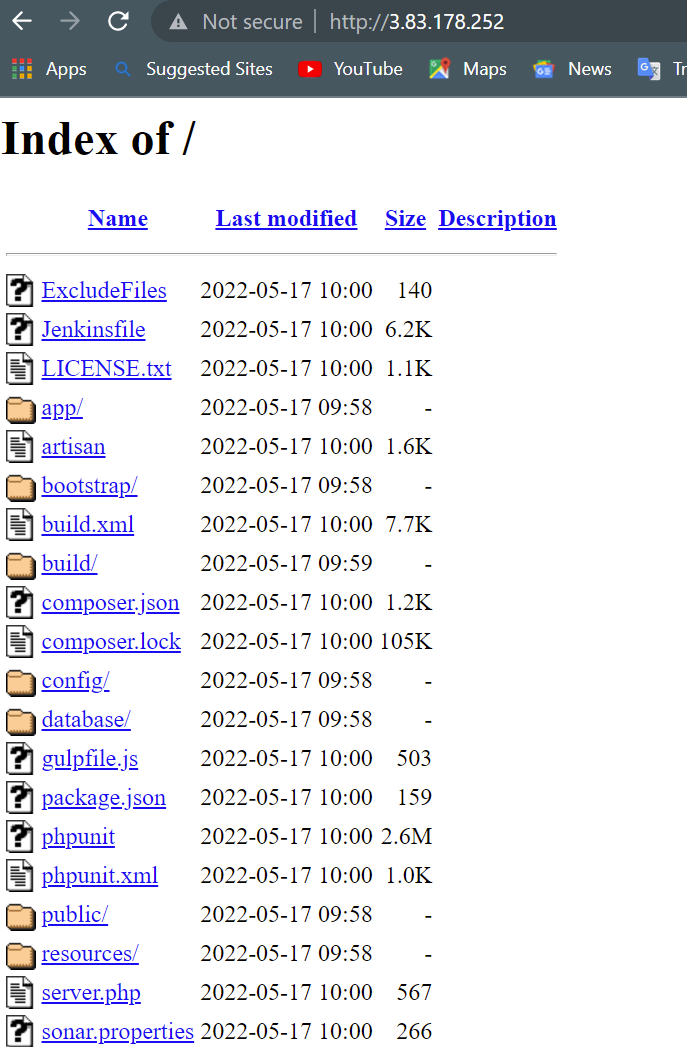 Not secure | http://3.83.178.252
Apps Suggested Sites YouTube Maps News Tr
Index of /
Name Last modified Size Description
ExcludeFiles 2022-05-17 10:00 140
Jenkinsfile 2022-05-17 10:00 6.2K
LICENSE.txt 2022-05-17 10:00 1.1K
app/ 2022-05-17 09:58 -
artisan 2022-05-17 10:00 1.6K
bootstrap/ 2022-05-17 09:58 -
build.xml 2022-05-17 10:00 7.7K
build/ 2022-05-17 09:59 -
composer.json 2022-05-17 10:00 1.2K
composer.lock 2022-05-17 10:00 105K
config/ 2022-05-17 09:58 -
database/ 2022-05-17 09:58 -
gulpfile.js 2022-05-17 10:00 503
package.json 2022-05-17 10:00 159
phpunit 2022-05-17 10:00 2.6M
phpunit.xml 2022-05-17 10:00 1.0K
public/ 2022-05-17 09:58 -
resources/ 2022-05-17 09:58 -
server.php 2022-05-17 10:00 567
sonar.properties 2022-05-17 10:00 266